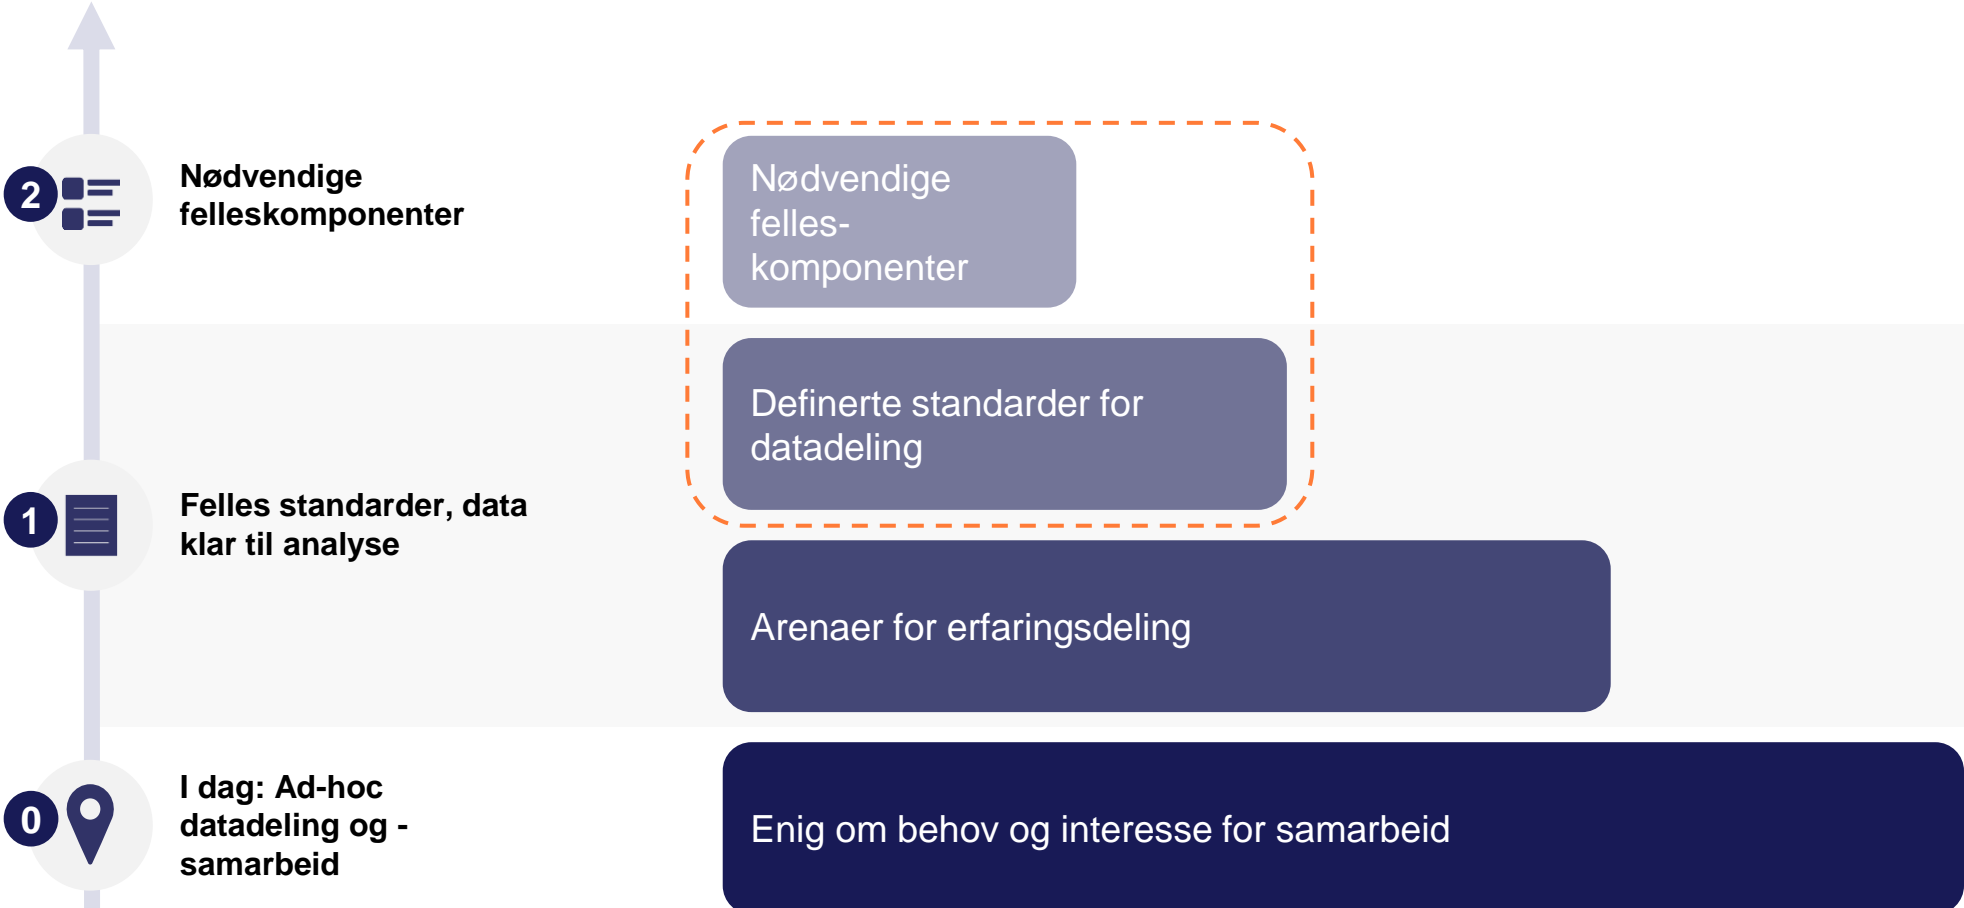 2
Nødvendige
felleskomponenter
Nødvendige
felles-
komponenter
Definerte standarder for
datadeling
1
Felles standarder, data
klar til analyse
Arenaer for erfaringsdeling
0
I dag: Ad-hoc
datadeling og -
samarbeid
Enig om behov og interesse for samarbeid